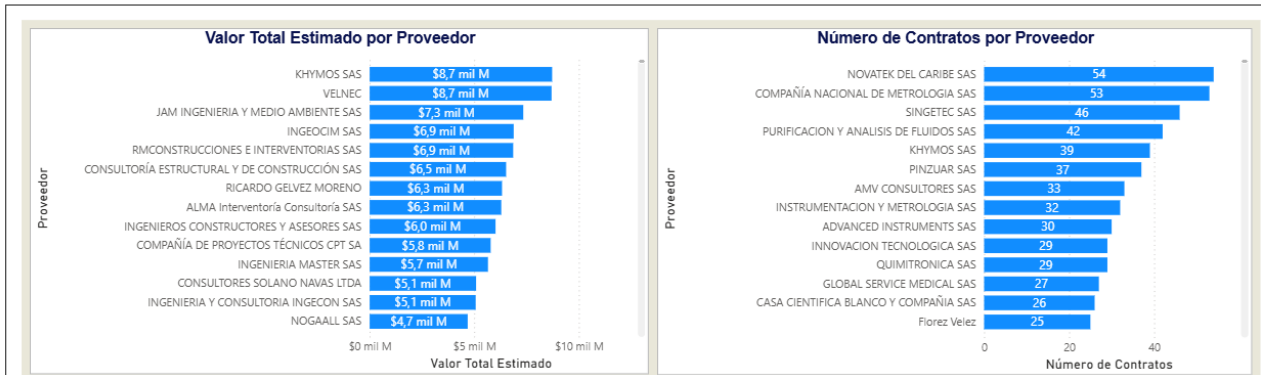 Valor Total Estimado por Proveedor
Proveedor
KHYMOS SAS $8,7 mil M
VELNEC $8,7 mil M
JAM INGENIERIA Y MEDIO AMBIENTE SAS $7,3 mil M
INGEOCIM SAS $6,9 mil M
RMCONSTRUCCIONES E INTERVENTORIAS SAS $6,9 mil M
CONSULTORÍA ESTRUCTURAL Y DE CONSTRUCCIÓN SAS $6,5 mil M
RICARDO GELVEZ MORENO $6,3 mil M
ALMA Interventoría Consultoría SAS $6,3 mil M
INGENIEROS CONSTRUCTORES Y ASESORES SAS $6,0 mil M
COMPAÑÍA DE PROYECTOS TÉCNICOS CPT SA $5,8 mil M
INGENIERIA MASTER SAS $5,7 mil M
CONSULTORES SOLANO NAVAS LTDA $5,1 mil M
INGENIERIA Y CONSULTORIA INGECON SAS $5,1 mil M
NOGAALL SAS $4,7 mil M
$0 mil M $5 mil M $10 mil M
Valor Total Estimado
Número de Contratos por Proveedor
Proveedor
NOVATEK DEL CARIBE SAS 54
COMPAÑÍA NACIONAL DE METROLOGIA SAS 53
SINGETEC SAS 46
PURIFICACION Y ANALISIS DE FLUIDOS SAS 42
KHYMOS SAS 39
PINZUAR SAS 37
AMV CONSULTORES SAS 33
INSTRUMENTACION Y METROLOGIA SAS 32
ADVANCED INSTRUMENTS SAS 30
INNOVACION TECNOLOGICA SAS 29
QUIMITRONICA SAS 29
GLOBAL SERVICE MEDICAL SAS 27
CASA CIENTIFICA BLANCO Y COMPAÑIA SAS 26
Florez Velez 25
0 20 40
Número de Contratos